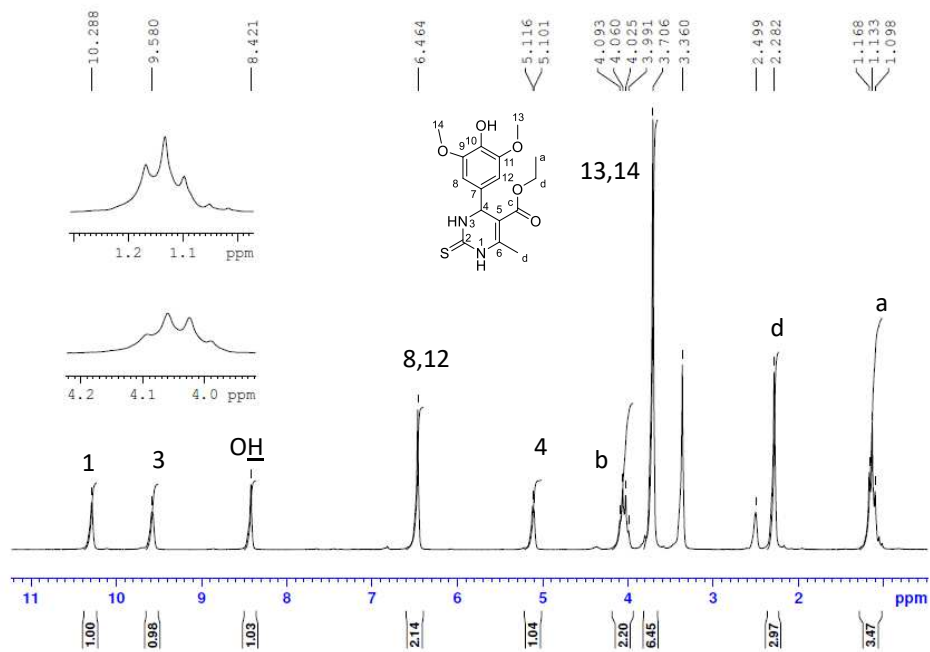 10.288
9.580
8.421
6.464
5.116
5.101
4.093
4.060
4.025
3.991
3.706
3.360
2.499
2.282
1.168
1.133
1.098
14
OH
13
O
10
O
9
11
a
8
12
O
d
7
4
c
5
O
HN
3
2
1
6
S
N
H
d
13,14
1.2 1.1 ppm
4.2 4.1 4.0 ppm
8,12
a
d
1
3
OH
4
b
11 10 9 8 7 6 5 4 3 2 ppm
1.00
0.98
1.03
2.14
1.04
2.20
6.45
2.97
3.47